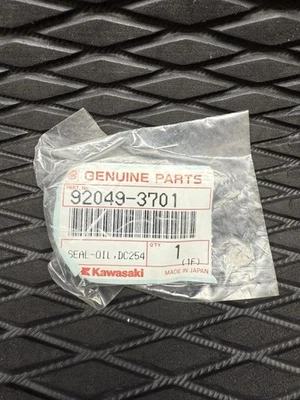 GENUINE PARTS
PART No.
92049-3701
SEAL-OIL,DC254
QTY
1
(1F)
Kawasaki
MADE IN JAPAN